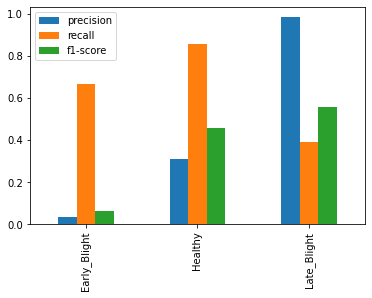 precision
recall
f1-score
1.0
0.8
0.6
0.4
0.2
0.0
Early_Blight
Healthy
Late_Blight